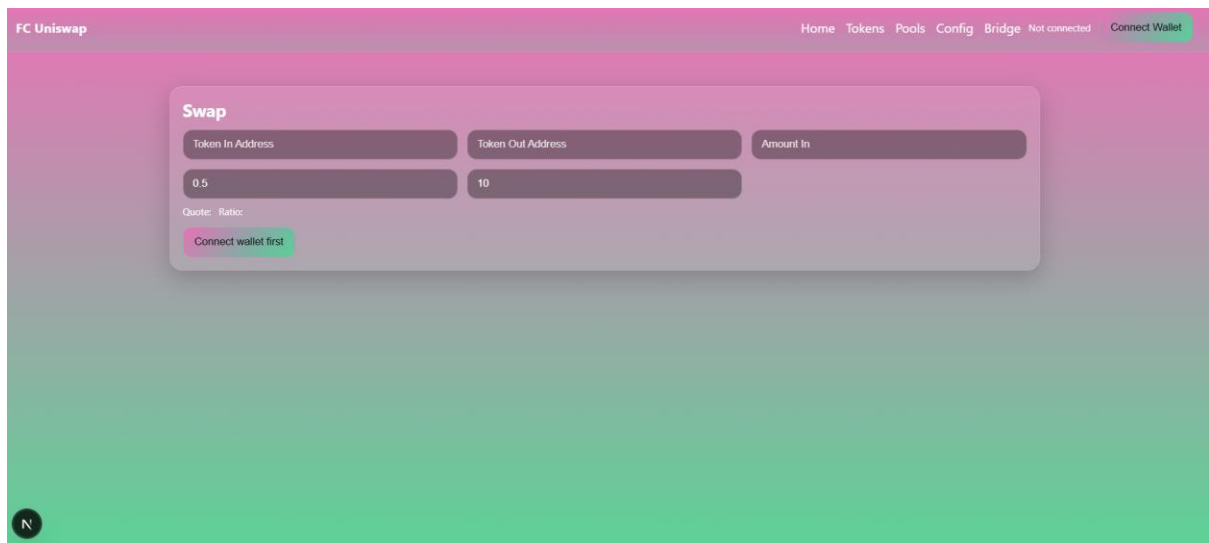 FC Uniswap
Home Tokens Pools Config Bridge Not connected Connect Wallet
Swap
Token In Address Token Out Address Amount In
0.5 10
Quote: Ratio:
Connect wallet first
N